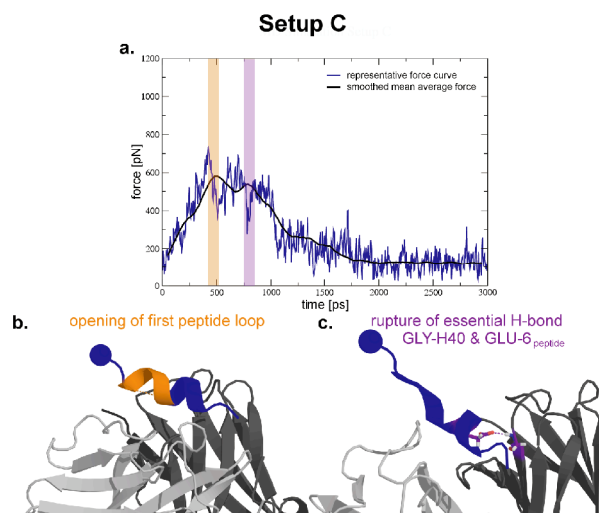 Setup C
a.
1200
1000
800
600
400
200
0
force [pN]
representative force curve
smoothed mean average force
0 500 1000 1500 2000 2500 3000
time [ps]
b. opening of first peptide loop
c. rupture of essential H-bond
GLY-H40 & GLU-6 peptide